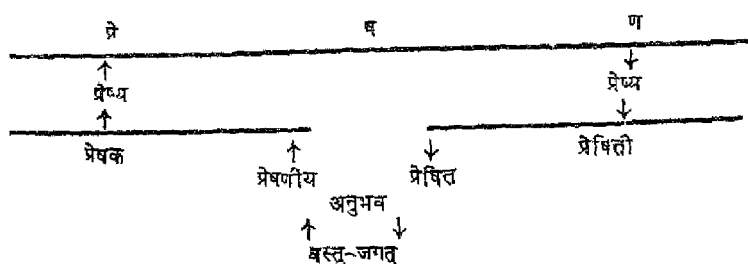 प्रे ष ण
प्रेष्य प्रेष्य
प्रेषक प्रेषिती
प्रेषणीय प्रेषित
अनुभव
वस्तु-जगत्